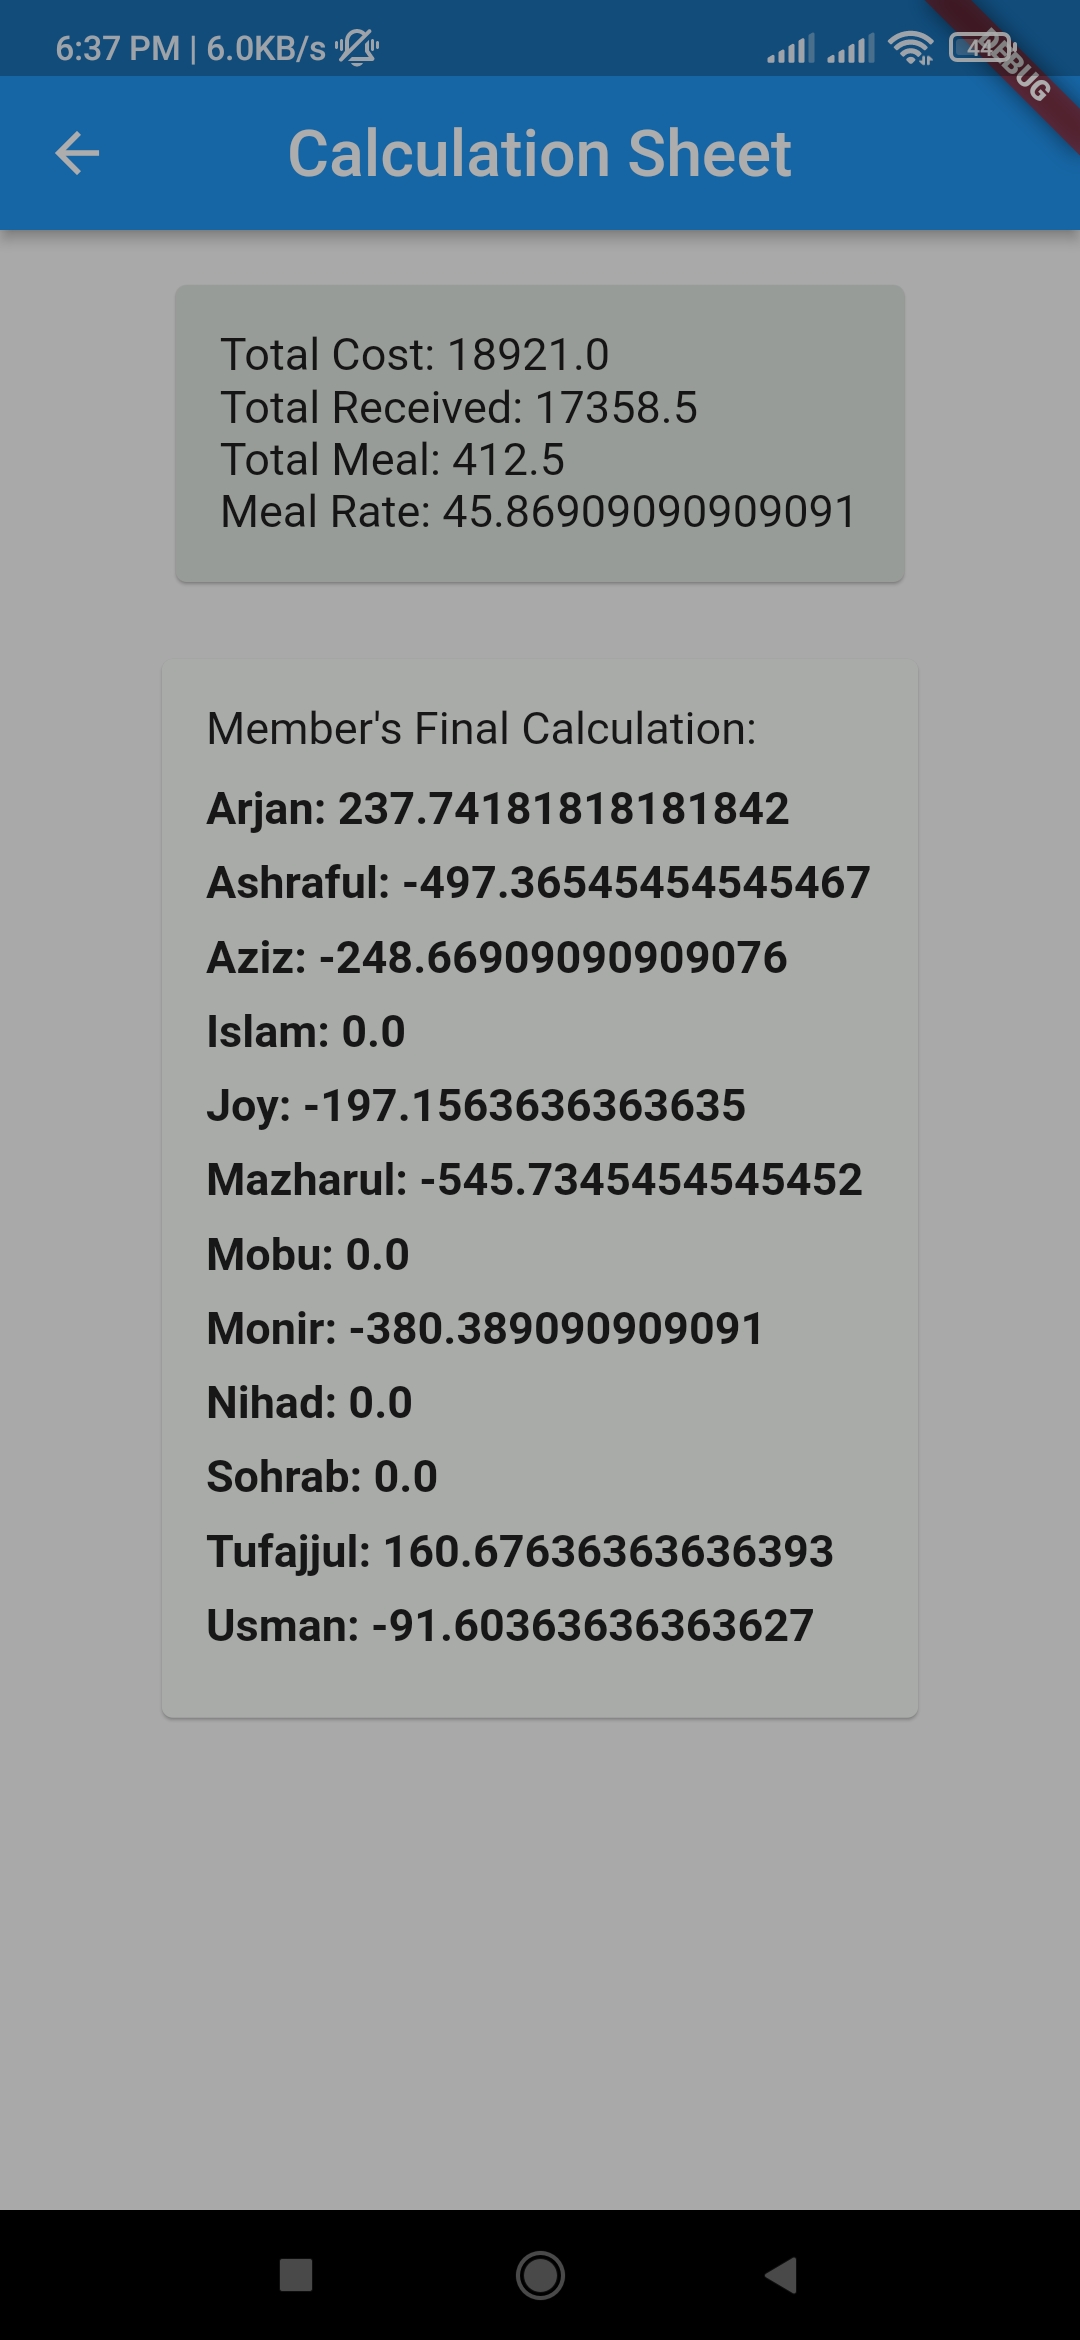 6:37 PM | 6.0KB/s
44
DEBUG
Calculation Sheet
Total Cost: 18921.0
Total Received: 17358.5
Total Meal: 412.5
Meal Rate: 45.86909090909091
Member's Final Calculation:
Arjan: 237.74181818181842
Ashraful: -497.36545454545467
Aziz: -248.66909090909076
Islam: 0.0
Joy: -197.1563636363635
Mazharul: -545.7345454545452
Mobu: 0.0
Monir: -380.389090909091
Nihad: 0.0
Sohrab: 0.0
Tufajjul: 160.67636363636393
Usman: -91.60363636363627